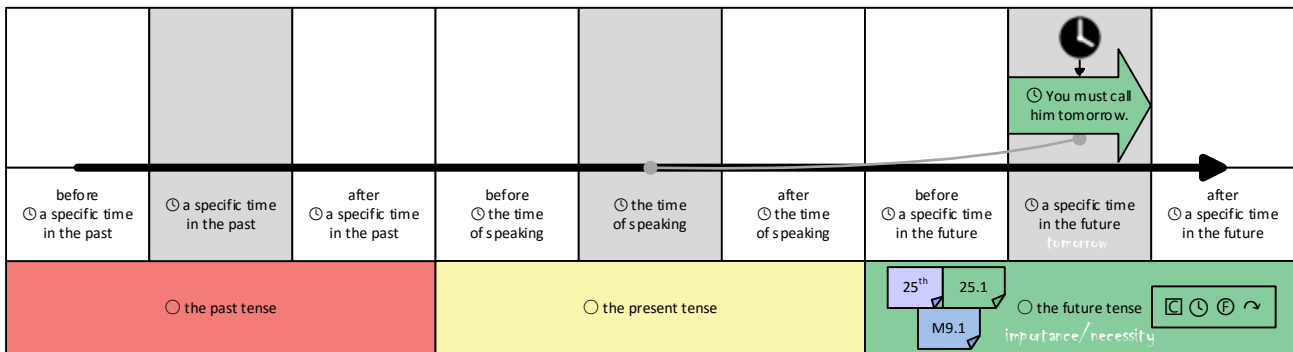 🕓 You must call
him tomorrow.
before
🕓 a specific time
in the past
🕓 a specific time
in the past
after
🕓 a specific time
in the past
before
🕓 the time
of speaking
🕓 the time
of speaking
after
🕓 the time
of speaking
before
🕓 a specific time
in the future
🕓 a specific time
in the future
tomorrow
after
🕓 a specific time
in the future
○ the past tense
○ the present tense
25th
25.1
M9.1
○ the future tense
importance/necessity
C 🕓 F ↷